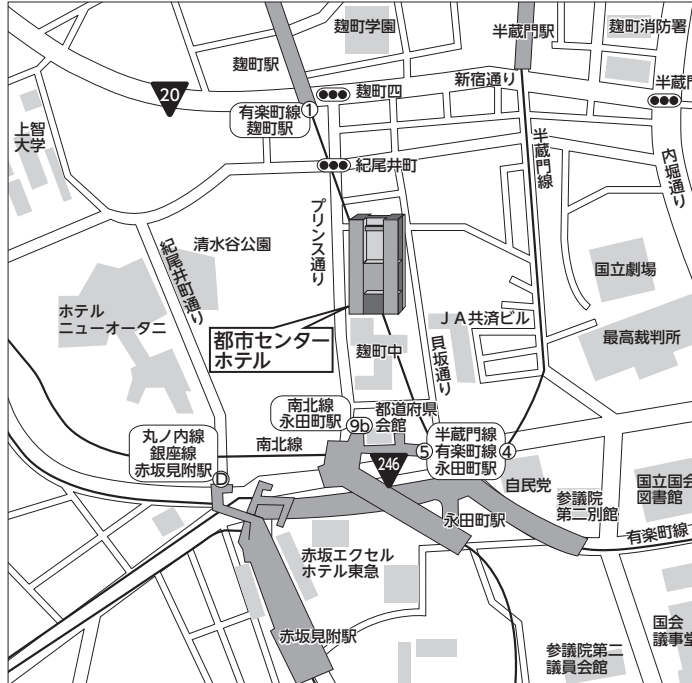 麹町学園
半蔵門駅
麹町消防署
麹町駅
20
麹町四
新宿通り
半蔵門
有楽町線
麹町駅
1
上智
大学
紀尾井町
半蔵門線
内堀通り
プリンス通り
清水谷公園
紀尾井町通り
国立劇場
ホテル
ニューオータニ
JA共済ビル
最高裁判所
都市センター
ホテル
麹町中
貝坂通り
南北線
永田町駅
9b
都道府県
会館
丸ノ内線
銀座線
赤坂見附駅
D
南北線
半蔵門線
有楽町線
永田町駅
5
4
246
自民党
国立国会
図書館
参議院
第二別館
永田町駅
有楽町線
赤坂エクセル
ホテル東急
赤坂見附駅
国会
議事堂
参議院第二
議員会館